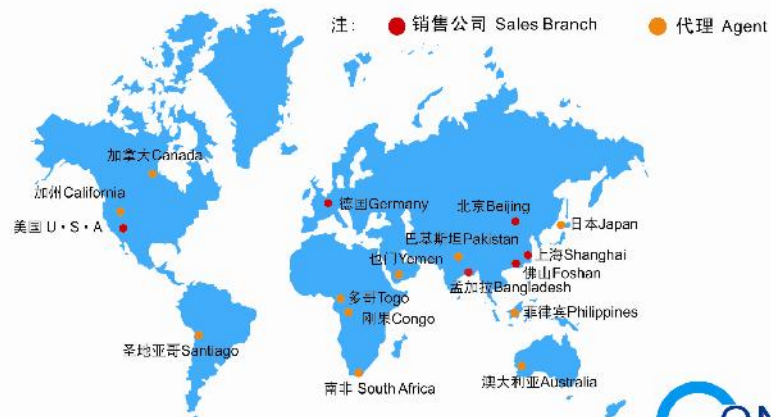 注: 销售公司 Sales Branch 代理 Agent
加拿大Canada
加州California
德国Germany
北京Beijing
美国 U·S·A
日本Japan
巴基斯坦Pakistan
上海Shanghai
也门Yemen
佛山Foshan
孟加拉Bangladesh
多哥Togo
菲律宾Philippines
刚果Congo
圣地亚哥Santiago
南非 South Africa
澳大利亚Australia